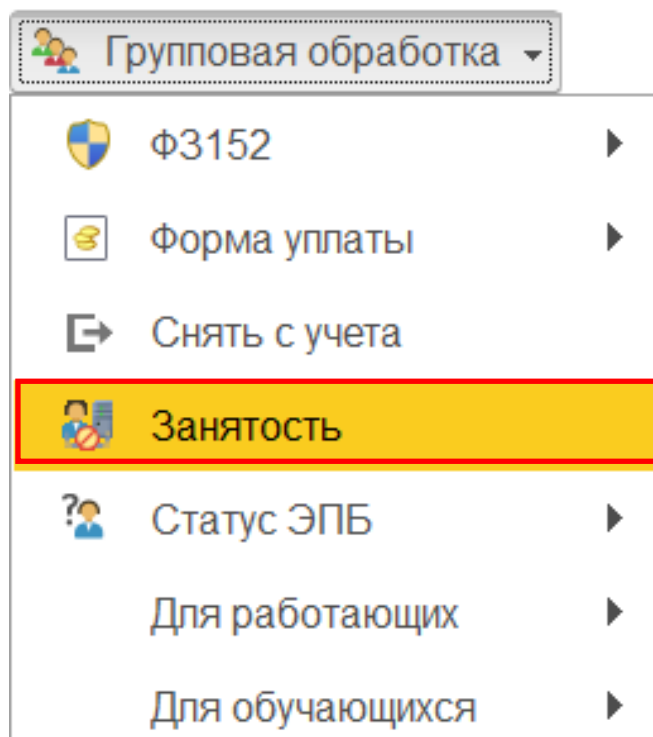 Групповая обработка
ФЗ152
Форма уплаты
Снять с учета
Занятость
Статус ЭПБ
Для работающих
Для обучающихся